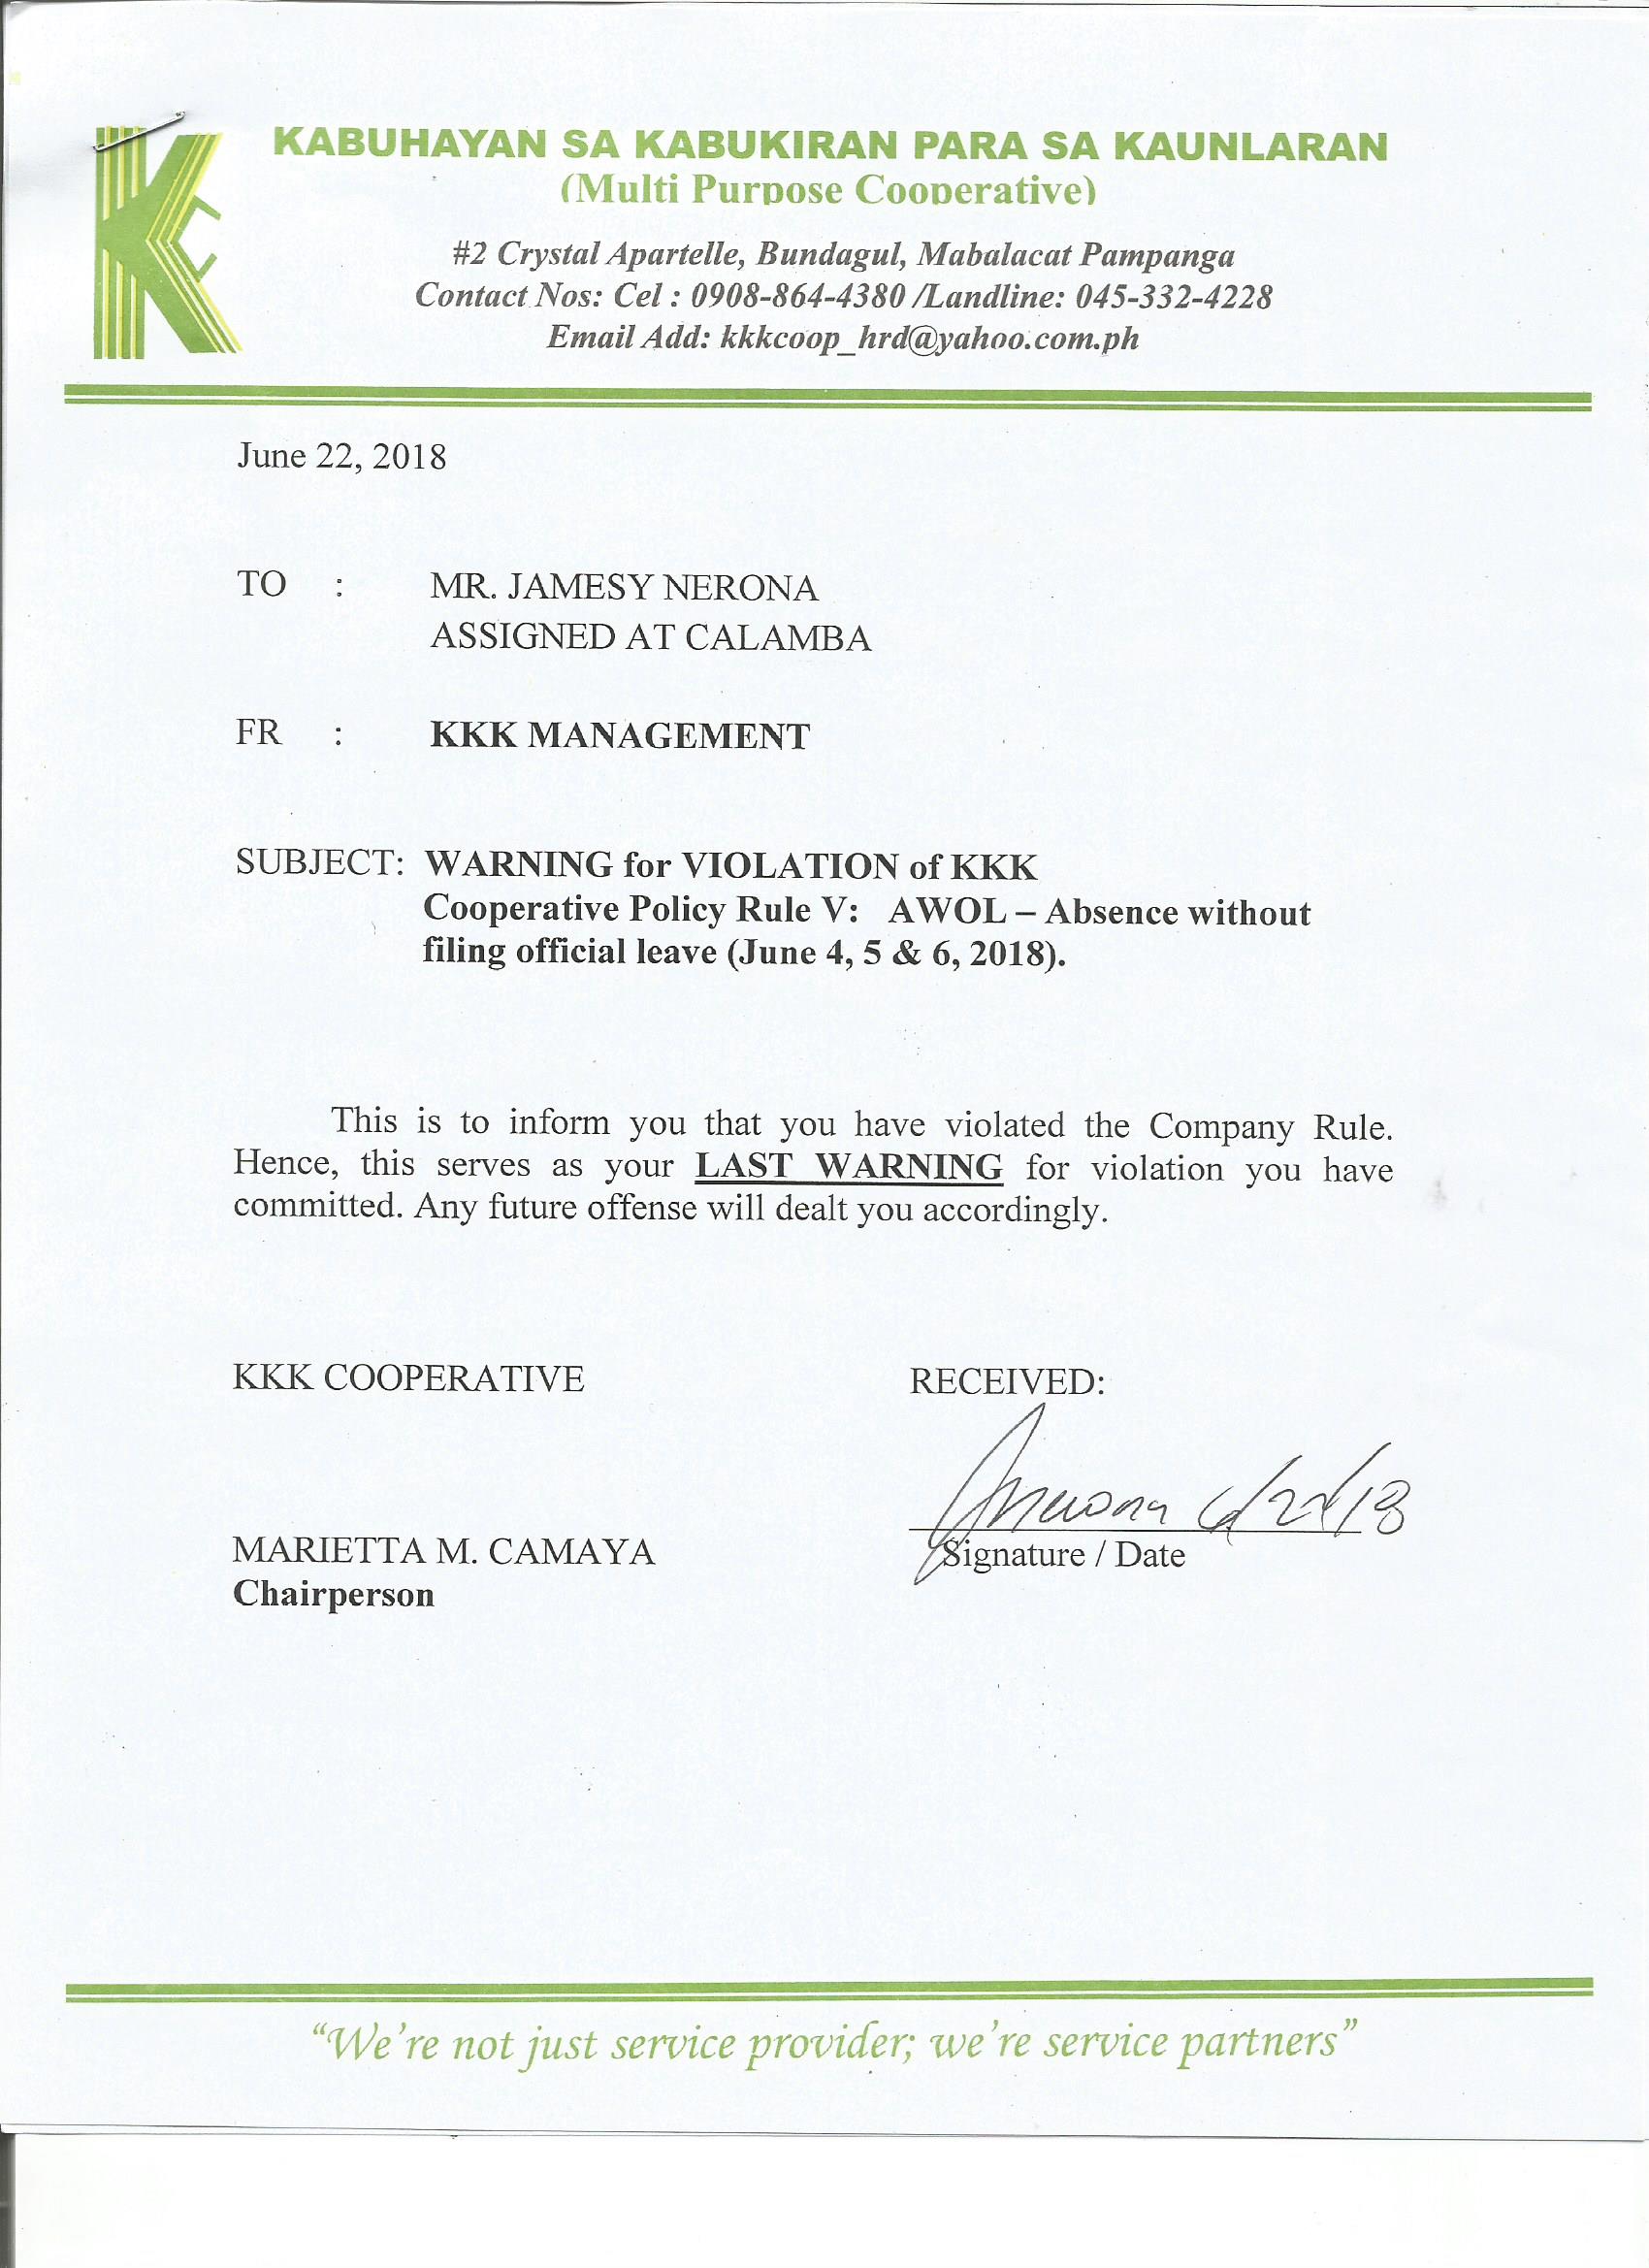 KABUHAYAN SA KABUKIRAN PARA SA KAUNLARAN
(Multi Purpose Cooperative)
#2 Crystal Apartelle, Bundagul, Mabalacat Pampanga
Contact Nos: Cel : 0908-864-4380 /Landline: 045-332-4228
Email Add: kkkcoop_hrd@yahoo.com.ph
June 22, 2018
TO : MR. JAMESY NERONA
ASSIGNED AT CALAMBA
FR : KKK MANAGEMENT
SUBJECT: WARNING for VIOLATION of KKK
Cooperative Policy Rule V: AWOL – Absence without
filing official leave (June 4, 5 & 6, 2018).
This is to inform you that you have violated the Company Rule.
Hence, this serves as your LAST WARNING for violation you have
committed. Any future offense will dealt you accordingly.
KKK COOPERATIVE RECEIVED:
Jnerona 6/22/18
MARIETTA M. CAMAYA Signature / Date
Chairperson
“We’re not just service provider; we’re service partners”